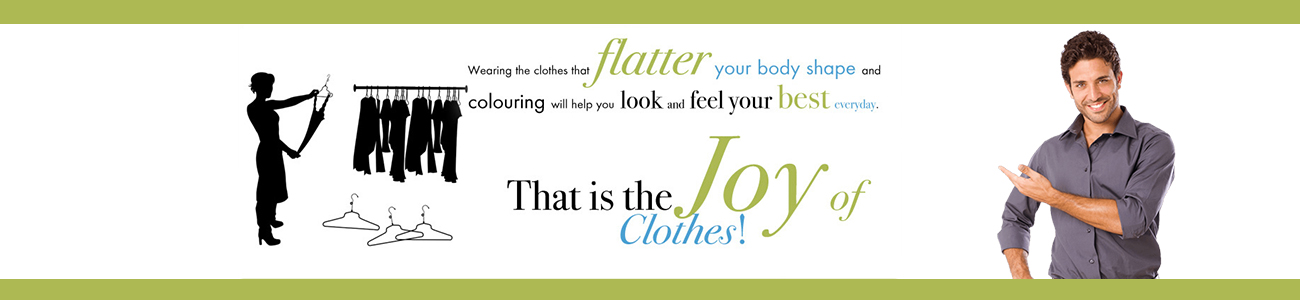 Wearing the clothes that flatter your body shape and
colouring will help you look and feel your best everyday.
That is the Joy of
Clothes!